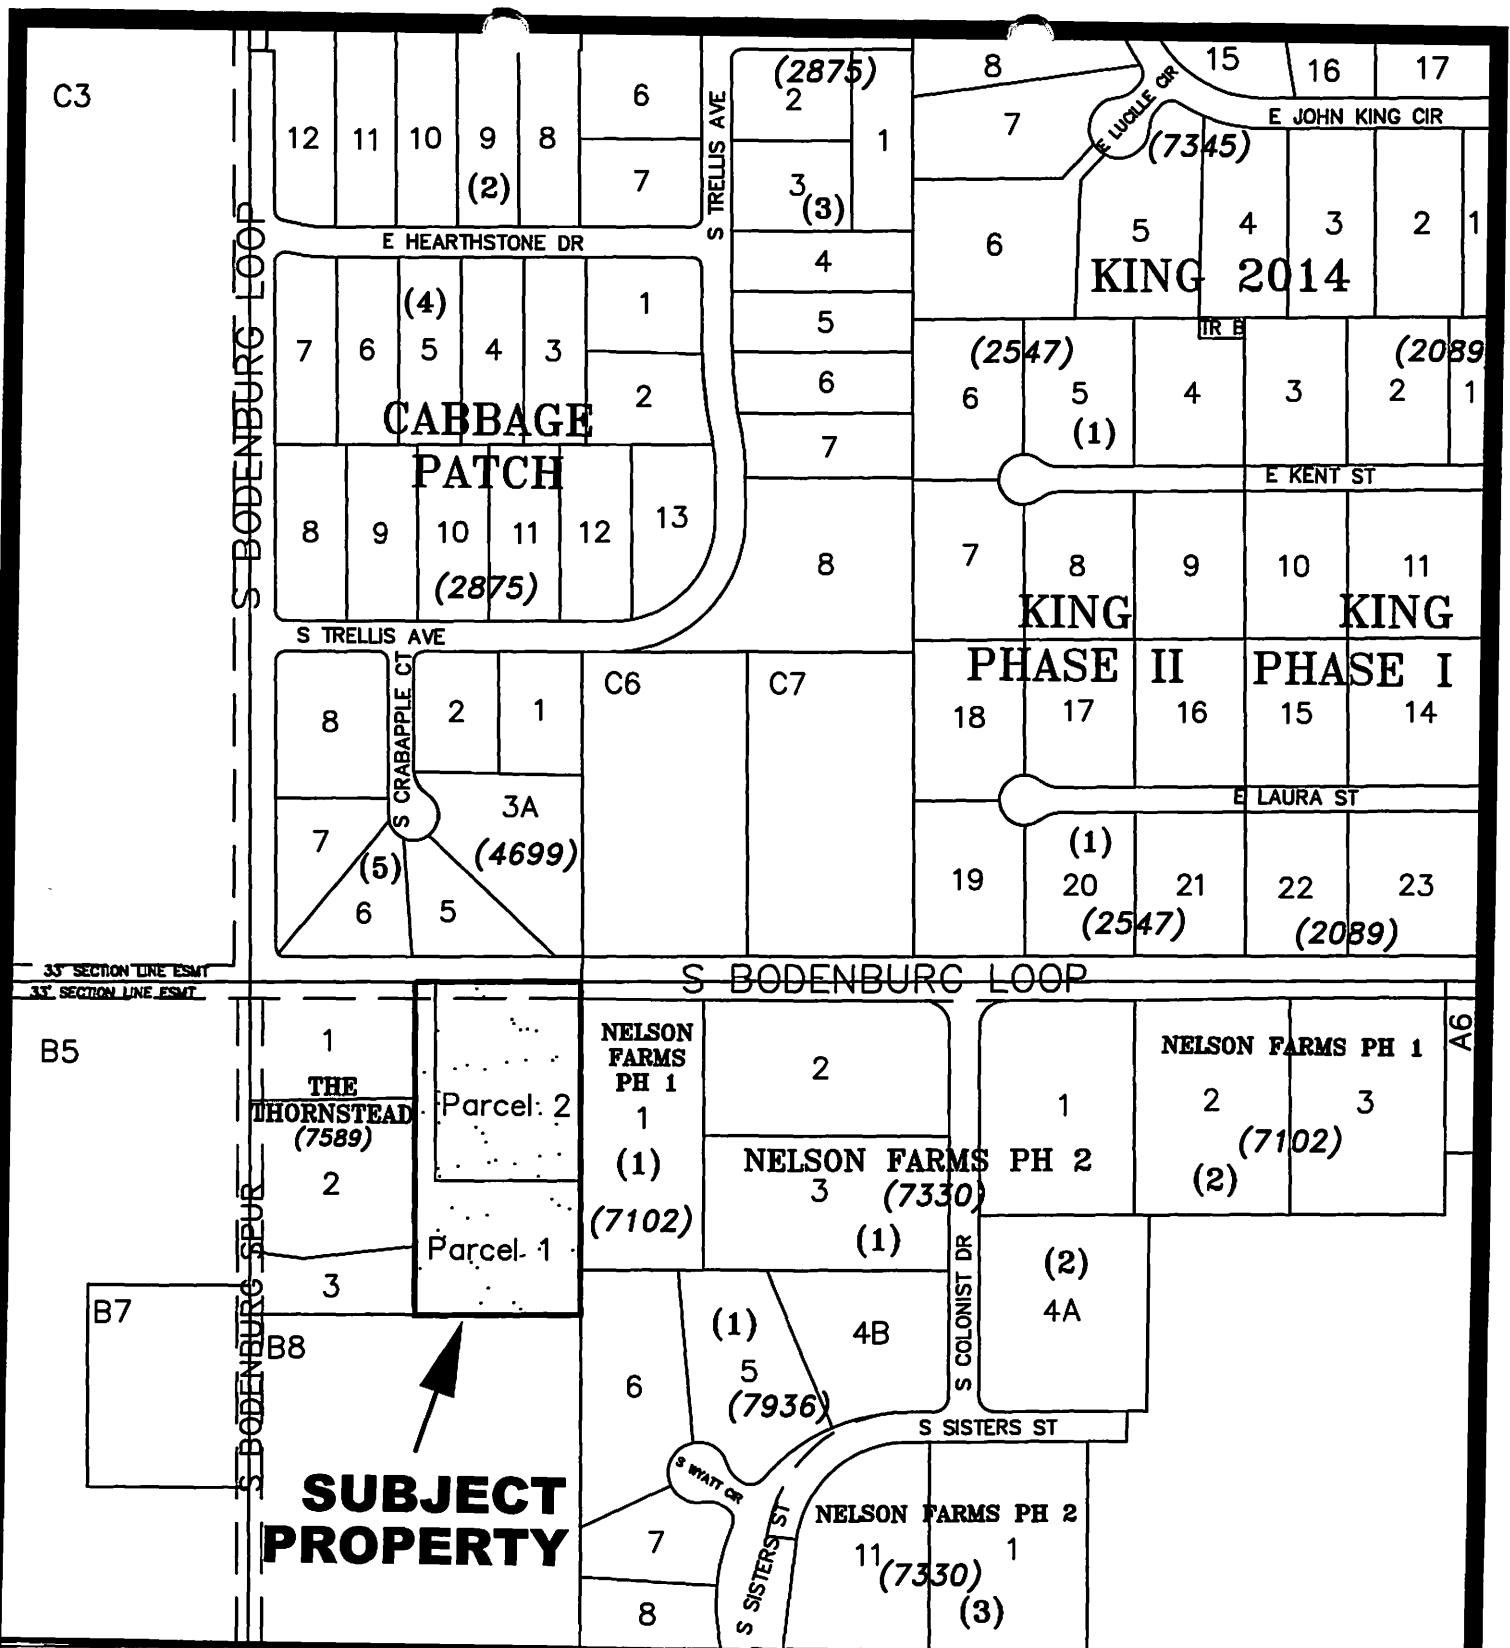 C3
12
11
10
9
8
(2)
6
7
S TRELLIS AVE
(2875)
2
1
3
(3)
4
5
6
7
8
8
7
E LUCILLE CIR
15
16
17
E JOHN KING CIR
(7345)
6
5
4
3
2
1
KING 2014
E HEARTHSTONE DR
S BODENBURG LOOP
(4)
7
6
5
4
3
1
2
CABBAGE
PATCH
8
9
10
11
12
13
(2875)
S TRELLIS AVE
TR B
(2547)
(2089
6
5
4
3
2
1
(1)
E KENT ST
7
8
9
10
11
KING
KING
PHASE II
PHASE I
18
17
16
15
14
E LAURA ST
(1)
19
20
21
22
23
(2547)
(2089)
8
S CRABAPPLE CT
2
1
C6
C7
3A
(4699)
7
(5)
6
5
33' SECTION LINE ESMT
33' SECTION LINE ESMT
S BODENBURG LOOP
B5
1
THE
THORNSTEAD
(7589)
2
3
Parcel 2
Parcel 1
NELSON
FARMS
PH 1
1
(1)
(7102)
2
NELSON FARMS PH 2
3
(7330)
(1)
1
NELSON FARMS PH 1
2
3
(7102)
(2)
A6
S BODENBURG SPUR
B7
B8
SUBJECT
PROPERTY
6
(1)
5
(7936)
4B
S COLONIST DR
(2)
4A
S SISTERS ST
S WYATT CIR
7
8
S SISTERS ST
NELSON FARMS PH 2
11
1
(7330)
(3)